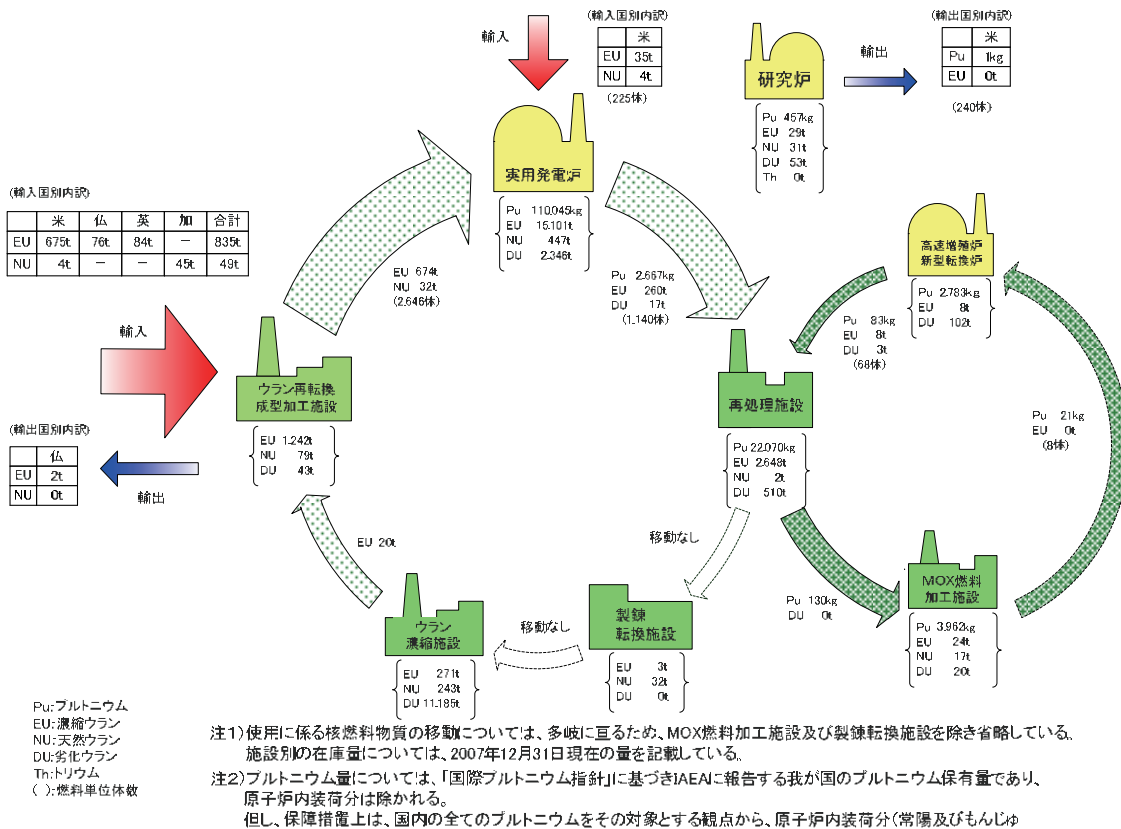 輸入
(輸入国別内訳)
米
EU 35t
NU 4t
(225体)
研究炉
Pu 457kg
EU 29t
NU 31t
DU 53t
Th 0t
輸出
(輸出国別内訳)
米
Pu 1kg
EU 0t
(240体)
実用発電炉
Pu 110.045kg
EU 15.101t
NU 447t
DU 2.346t
(輸入国別内訳)
米 仏 英 加 合計
EU 675t 76t 84t − 835t
NU 4t − − 45t 49t
EU 674t
NU 32t
(2.646体)
Pu 2.667kg
EU 260t
DU 17t
(1.140体)
高速増殖炉
新型転換炉
Pu 2.783kg
EU 8t
DU 102t
Pu 83kg
EU 8t
DU 3t
(68体)
輸入
ウラン再転換
成型加工施設
EU 1.242t
NU 79t
DU 43t
再処理施設
Pu 22.070kg
EU 2.648t
NU 2t
DU 510t
Pu 21kg
EU 0t
(8体)
(輸出国別内訳)
仏
EU 2t
NU 0t
輸出
EU 20t
移動なし
Pu 130kg
DU 0t
MOX燃料
加工施設
Pu 3.962kg
EU 24t
NU 17t
DU 20t
ウラン
濃縮施設
EU 271t
NU 243t
DU 11.185t
移動なし
製錬
転換施設
EU 3t
NU 32t
DU 0t
Pu:プルトニウム
EU:濃縮ウラン
NU:天然ウラン
DU:劣化ウラン
Th:トリウム
( ):燃料単位体数
注1)使用に係る核燃料物質の移動については、多岐に亘るため、MOX燃料加工施設及び製錬転換施設を除き省略している。
施設別の在庫量については、2007年12月31日現在の量を記載している。
注2)プルトニウム量については、「国際プルトニウム指針」に基づきIAEAに報告する我が国のプルトニウム保有量であり、
原子炉内装荷分は除かれる。
但し、保障措置上は、国内の全てのプルトニウムをその対象とする観点から、原子炉内装荷分(常陽及びもんじゅ